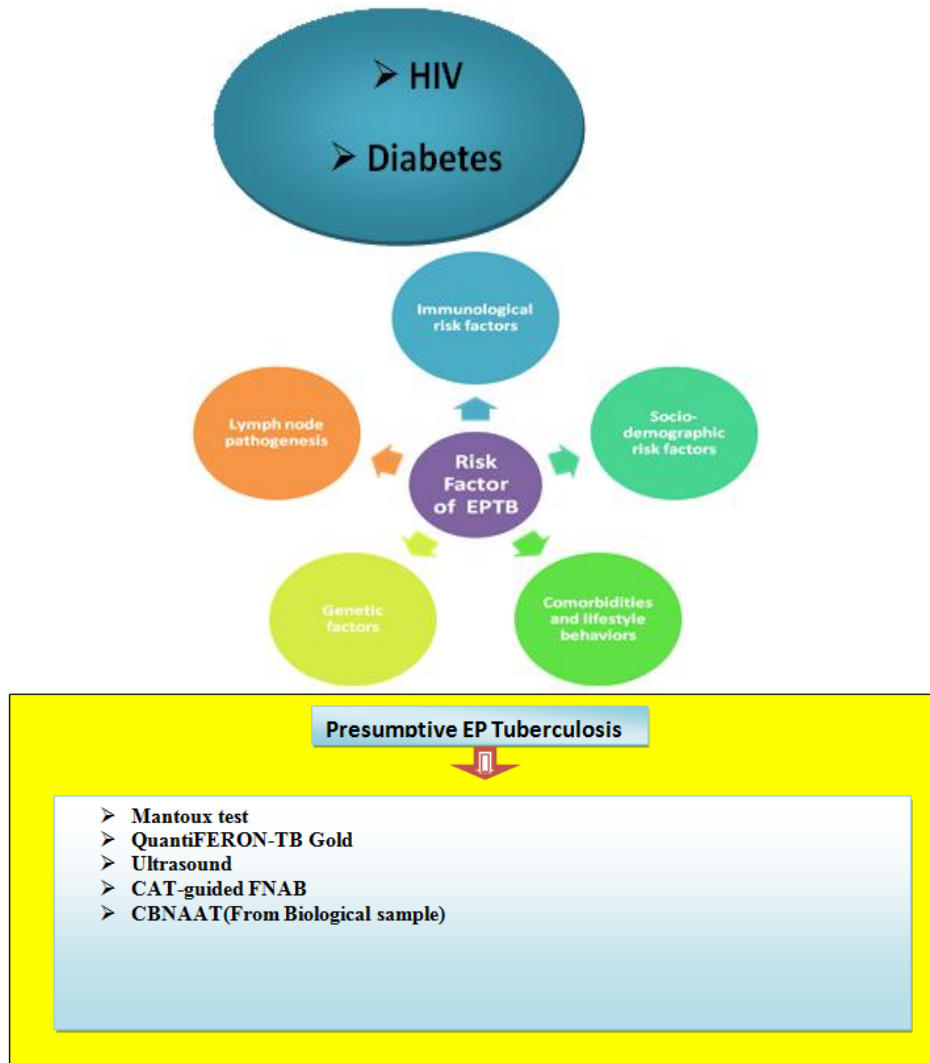 ➢ HIV
➢ Diabetes
Immunological
risk factors
Lymph node
pathogenesis
Socio-
demographic
risk factors
Risk
Factor
of EPTB
Genetic
factors
Comorbidities
and lifestyle
behaviors
Presumptive EP Tuberculosis
➢ Mantoux test
➢ QuantiFERON-TB Gold
➢ Ultrasound
➢ CAT-guided FNAB
➢ CBNAAT(From Biological sample)